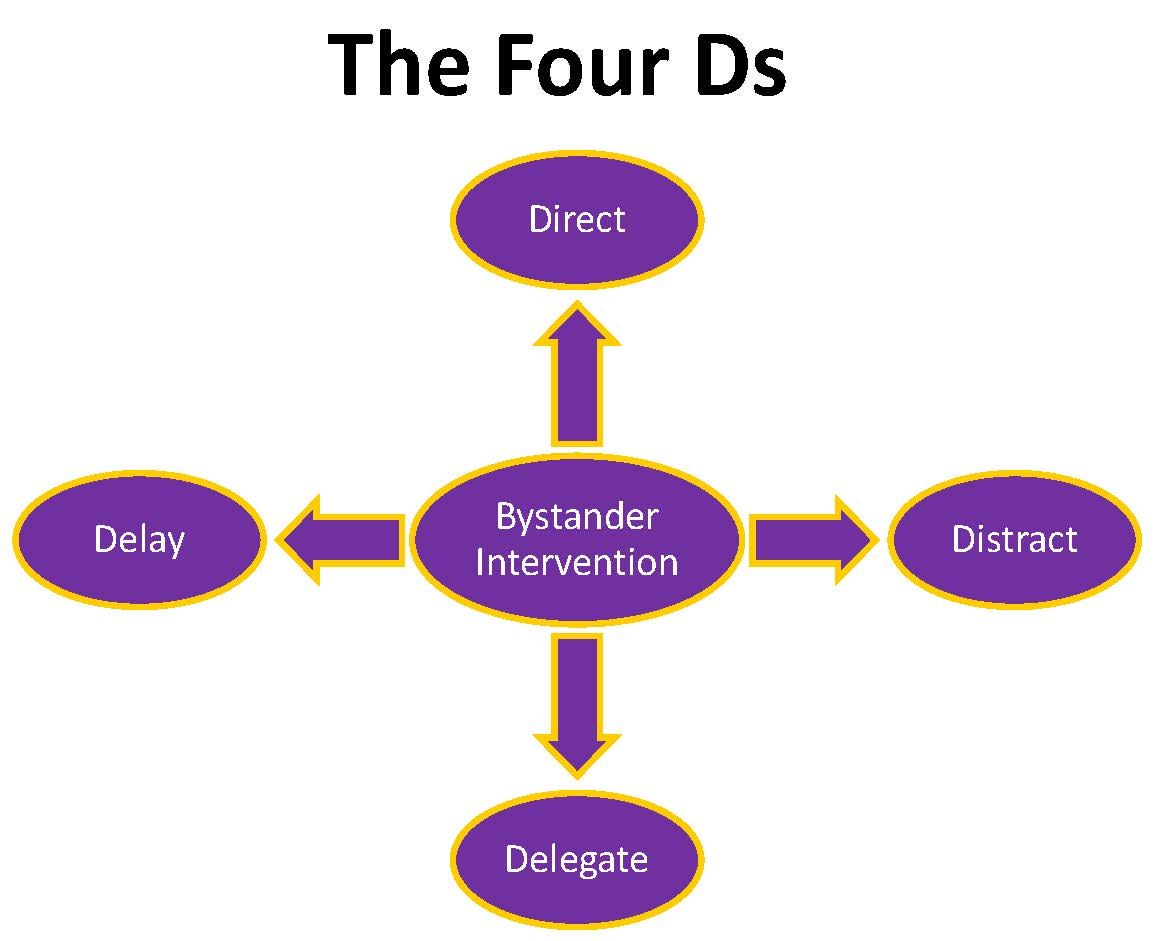 The Four Ds
Direct
Delay
Bystander
Intervention
Distract
Delegate